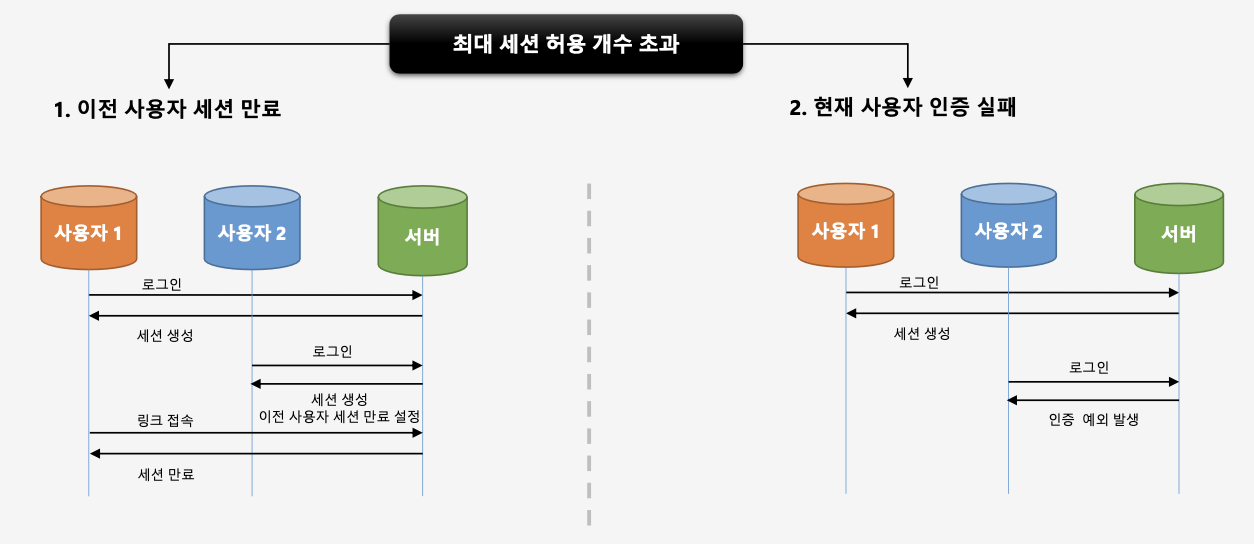 최대 세션 허용 개수 초과
1. 이전 사용자 세션 만료
사용자 1
사용자 2
서버
로그인
세션 생성
로그인
세션 생성
이전 사용자 세션 만료 설정
링크 접속
세션 만료
2. 현재 사용자 인증 실패
사용자 1
사용자 2
서버
로그인
세션 생성
로그인
인증 예외 발생